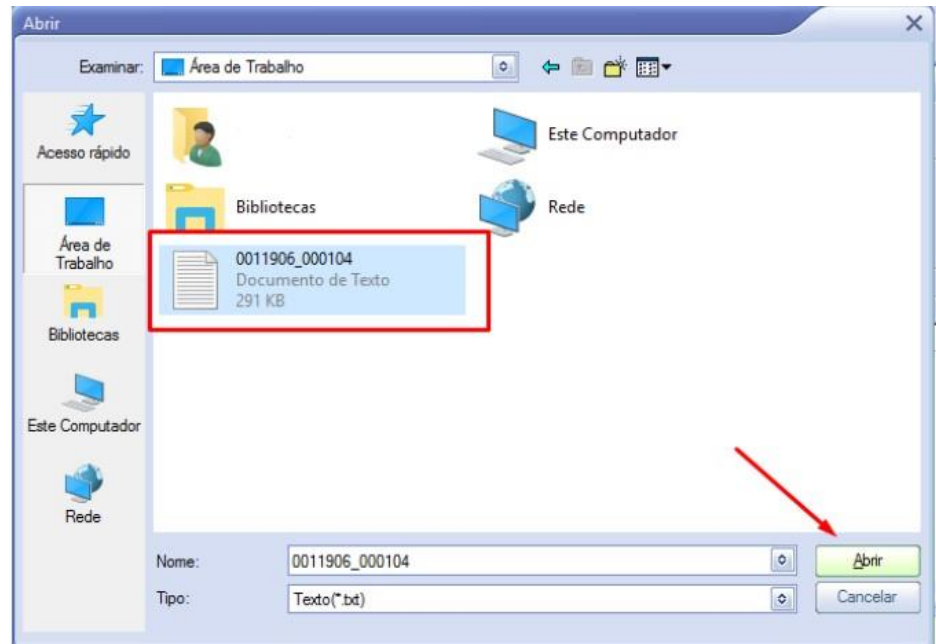 Abrir
Examinar:
Área de Trabalho
Acesso rápido
Área de
Trabalho
Bibliotecas
Este Computador
Rede
Este Computador
Bibliotecas
Rede
0011906_000104
Documento de Texto
291 KB
Nome:
0011906_000104
Abrir
Tipo:
Texto(*.txt)
Cancelar